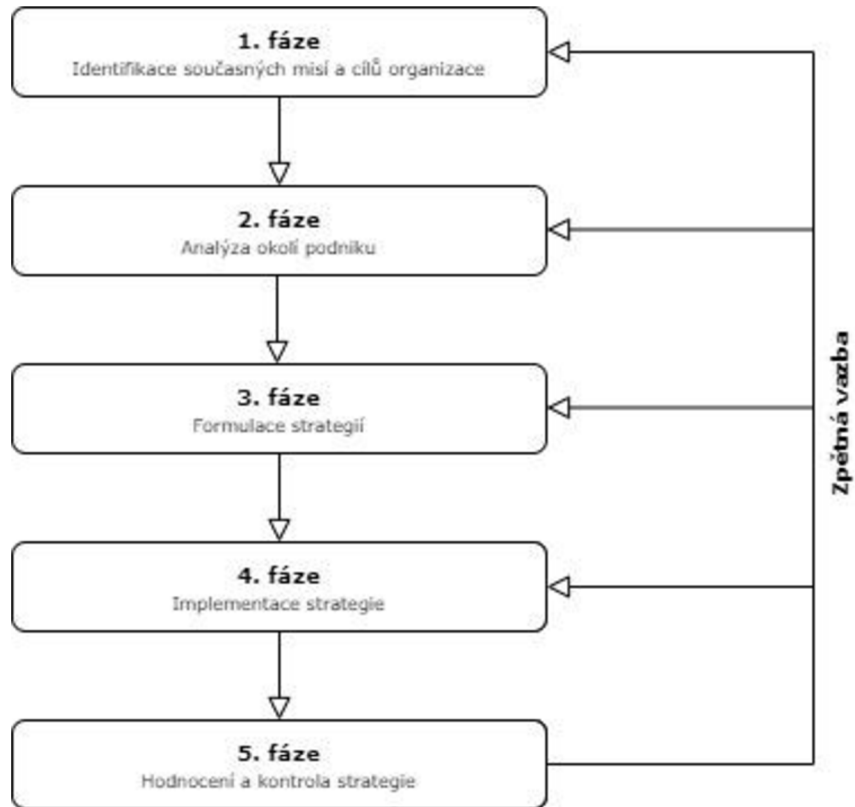 1. fáze
Identifikace současných misí a cílů organizace
2. fáze
Analýza okolí podniku
3. fáze
Formulace strategií
4. fáze
Implementace strategie
5. fáze
Hodnocení a kontrola strategie
Zpětná vazba